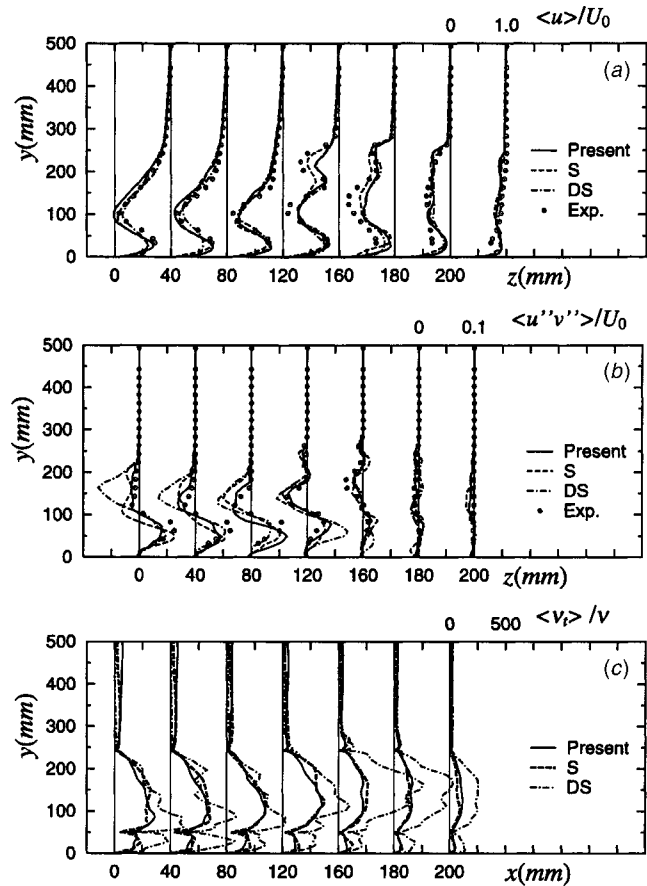 0 1.0 <u>/U0
(a)
500
400
300
200
100
0
y(mm)
Present
S
DS
Exp.
0 40 80 120 160 180 200
z(mm)
0 0.1 <u''v''>/U0
(b)
500
400
300
200
100
0
y(mm)
Present
S
DS
Exp.
0 40 80 120 160 180 200
z(mm)
0 500 <νt>/ν
(c)
500
400
300
200
100
0
y(mm)
Present
S
DS
0 40 80 120 160 180 200
x(mm)